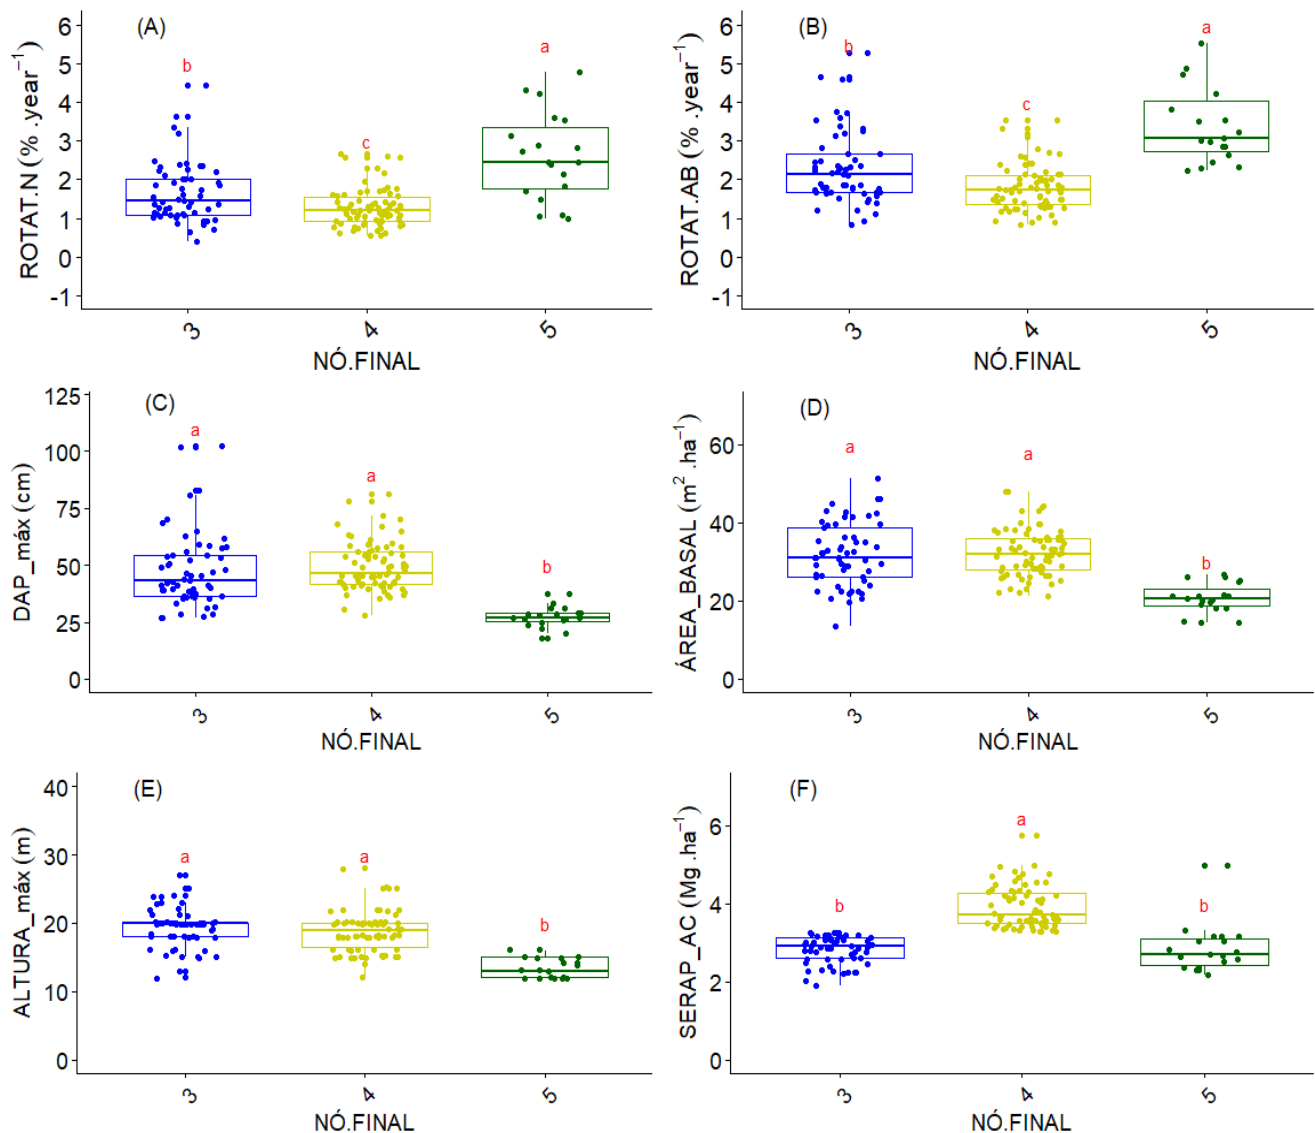 (A)
ROTAT.N (% .year⁻¹)
6
5
4
3
2
1
0
-1
b
c
a
3
4
5
NÓ.FINAL
(B)
ROTAT.AB (% .year⁻¹)
6
5
4
3
2
1
0
-1
b
c
a
3
4
5
NÓ.FINAL
(C)
DAP_máx (cm)
125
100
75
50
25
0
a
a
b
3
4
5
NÓ.FINAL
(D)
ÁREA_BASAL (m² .ha⁻¹)
60
40
20
0
a
a
b
3
4
5
NÓ.FINAL
(E)
ALTURA_máx (m)
40
30
20
10
0
a
a
b
3
4
5
NÓ.FINAL
(F)
SERAP_AC (Mg .ha⁻¹)
6
4
2
0
b
a
b
3
4
5
NÓ.FINAL